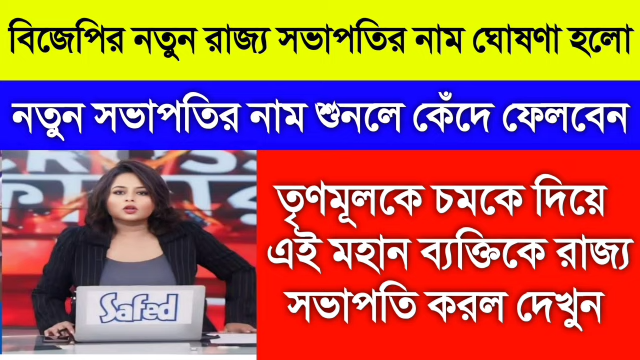 বিজেপির নতুন রাজ্য সভাপতির নাম ঘোষণা হলো
নতুন সভাপতির নাম শুনলে কেঁদে ফেলবেন
তৃণমূলকে চমকে দিয়ে
এই মহান ব্যক্তিকে রাজ্য
সভাপতি করল দেখুন
Safed